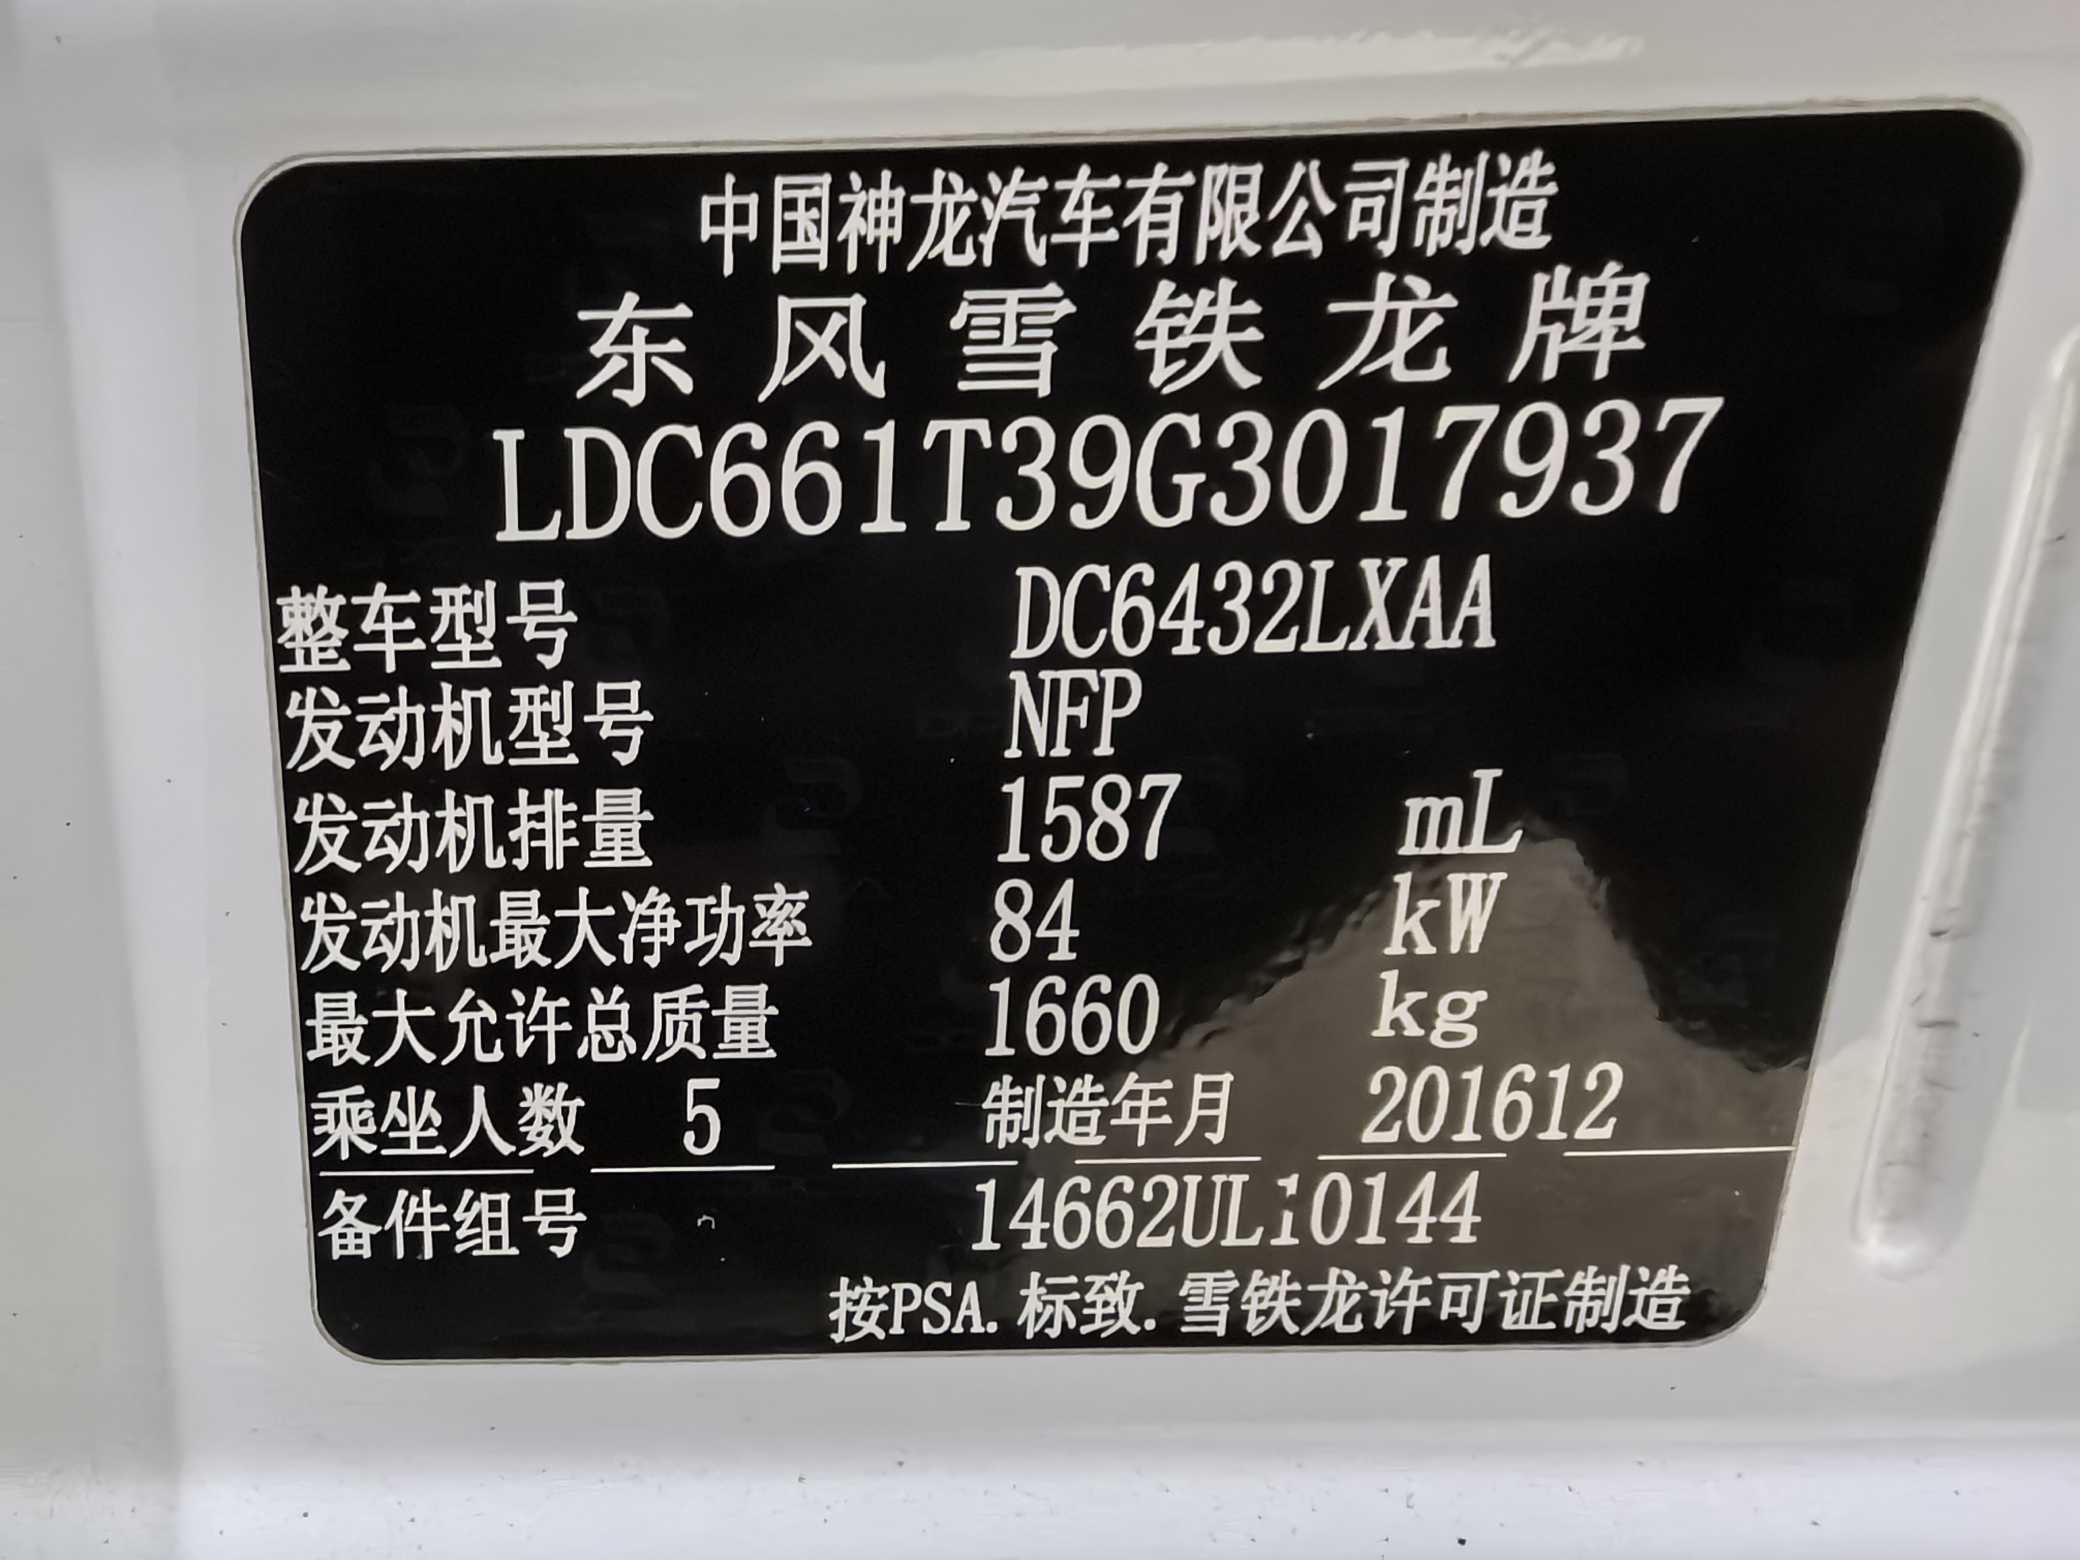 中国神龙汽车有限公司制造
东风雪铁龙牌
LDC661T39G3017937
整车型号 DC6432LXAA
发动机型号 NFP
发动机排量 1587 mL
发动机最大净功率 84 kW
最大允许总质量 1660 kg
乘坐人数 5 制造年月 201612
备件组号 14662UL10144
按PSA.标致.雪铁龙许可证制造